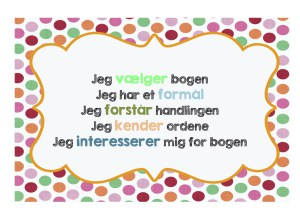 Jeg vælger bogen
Jeg har et formål
Jeg forstår handlingen
Jeg kender ordene
Jeg interesserer mig for bogen